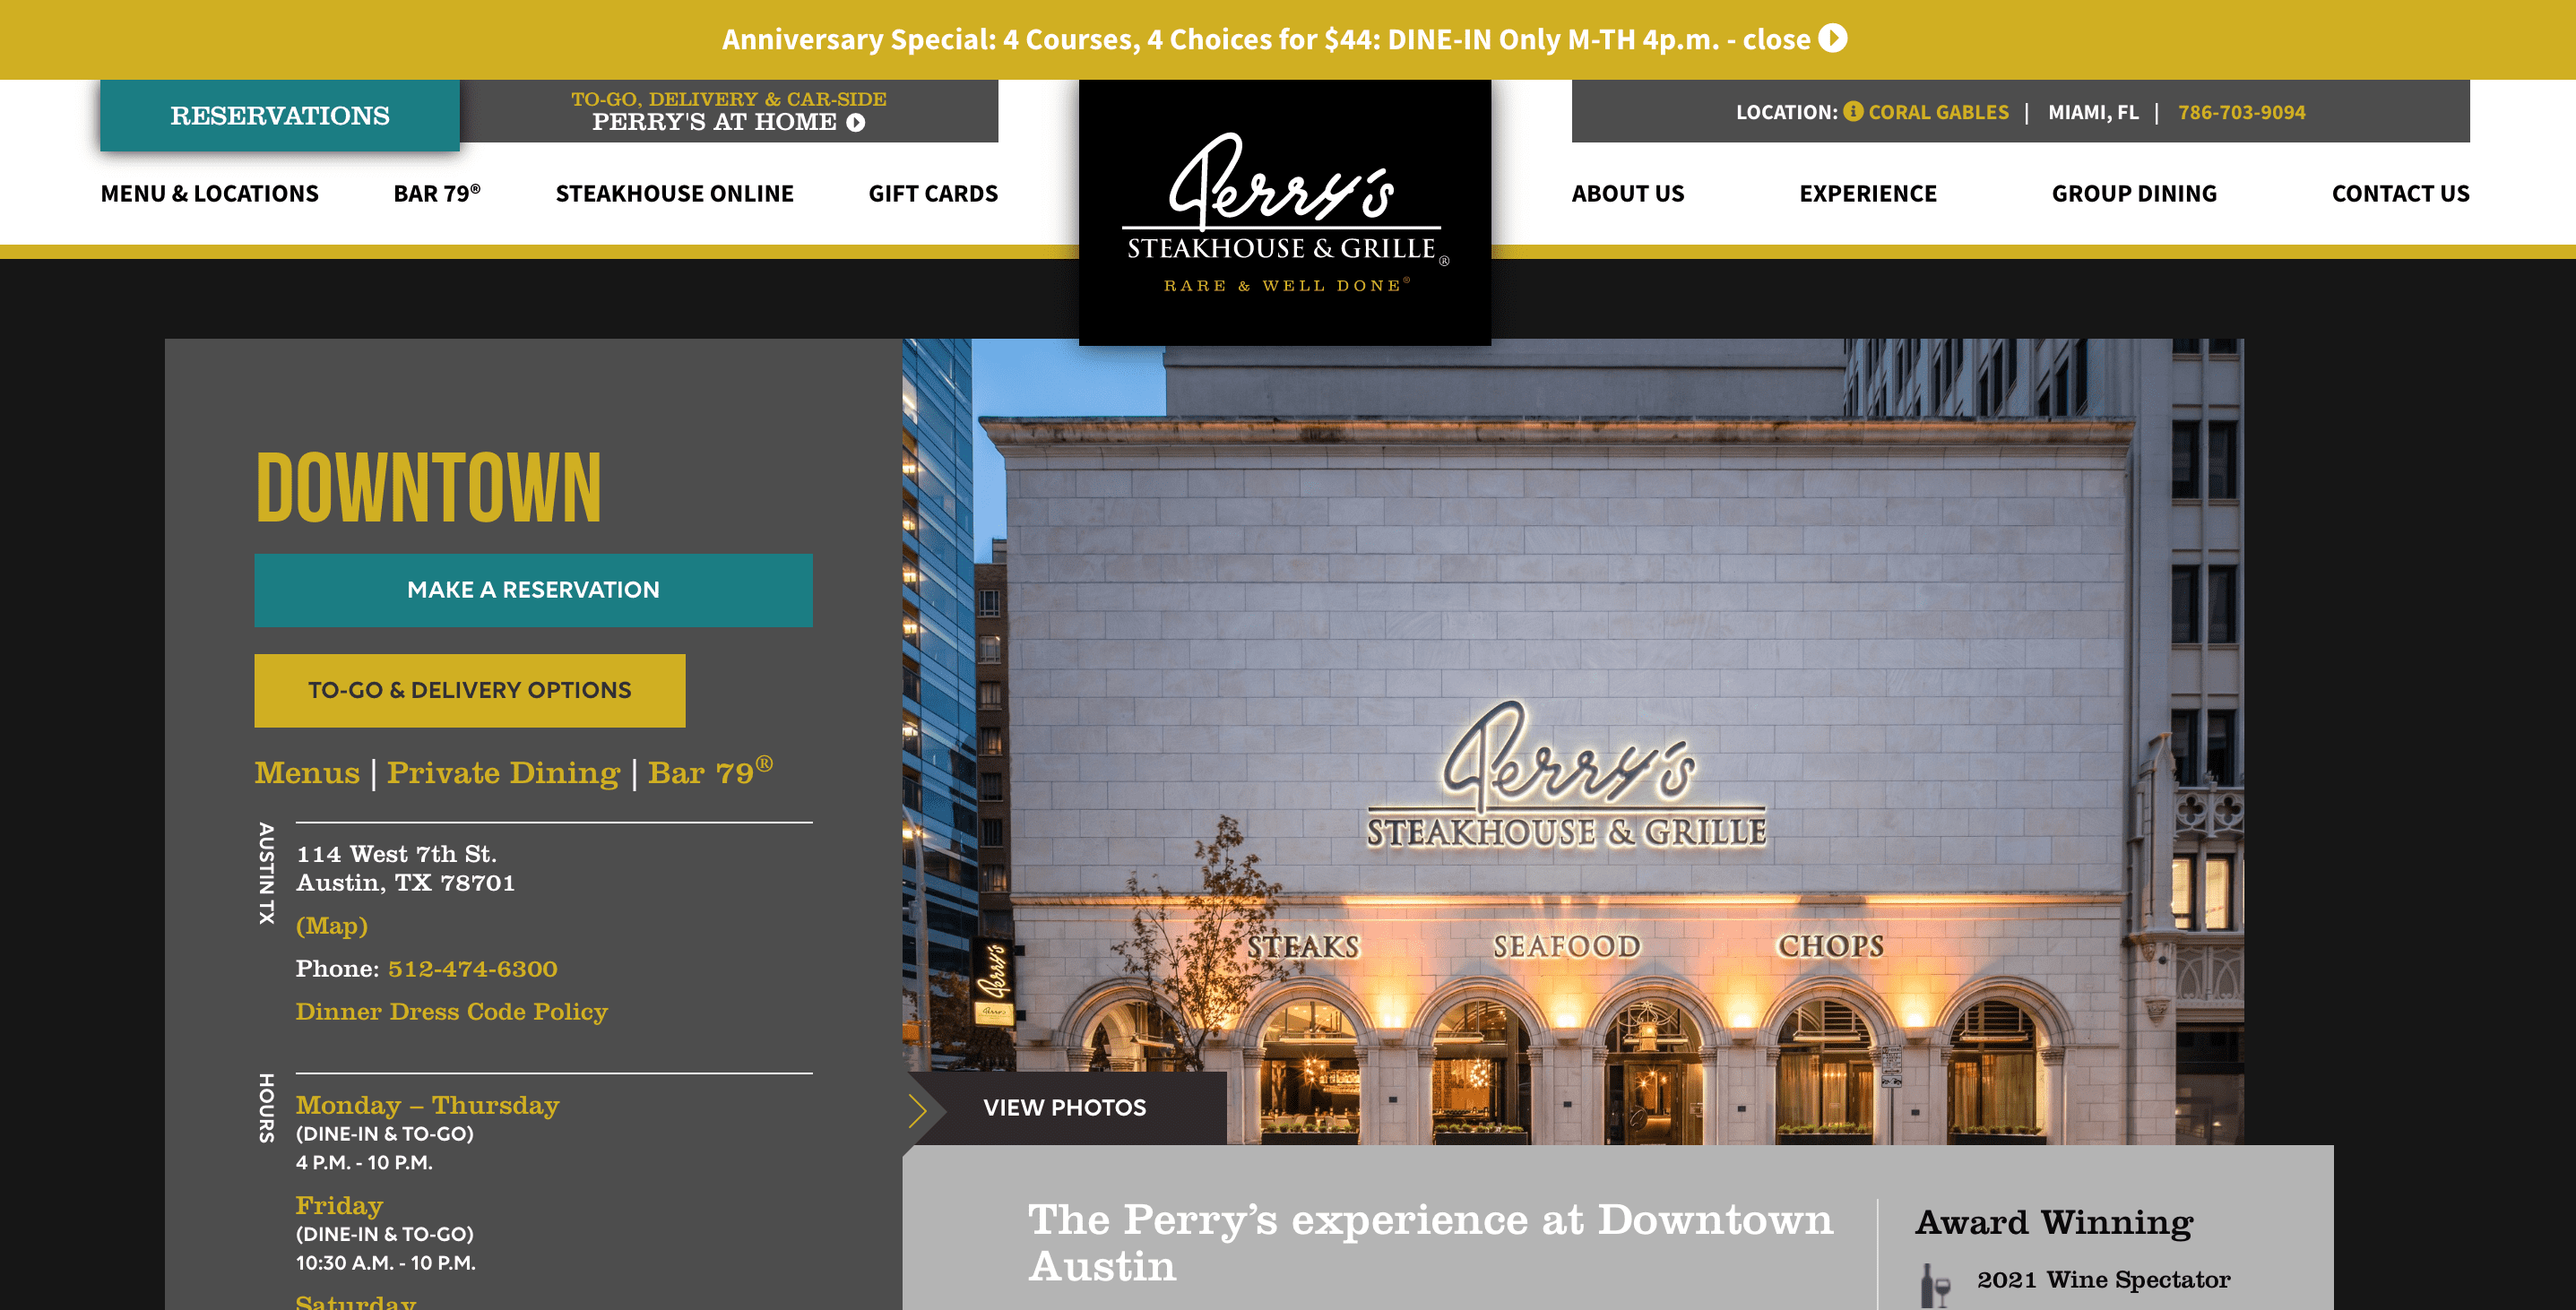 Anniversary Special: 4 Courses, 4 Choices for $44: DINE-IN Only M-TH 4p.m. - close
RESERVATIONS
TO-GO, DELIVERY & CAR-SIDE
PERRY'S AT HOME
LOCATION: CORAL GABLES | MIAMI, FL | 786-703-9094
MENU & LOCATIONS
BAR 79®
STEAKHOUSE ONLINE
GIFT CARDS
Perry's
STEAKHOUSE & GRILLE®
RARE & WELL DONE®
ABOUT US
EXPERIENCE
GROUP DINING
CONTACT US
DOWNTOWN
MAKE A RESERVATION
TO-GO & DELIVERY OPTIONS
Menus | Private Dining | Bar 79®
AUSTIN TX
114 West 7th St.
Austin, TX 78701
(Map)
Phone: 512-474-6300
Dinner Dress Code Policy
HOURS
Monday – Thursday
(DINE-IN & TO-GO)
4 P.M. - 10 P.M.
Friday
(DINE-IN & TO-GO)
10:30 A.M. - 10 P.M.
Saturday
Perry's
STEAKHOUSE & GRILLE
STEAKS
SEAFOOD
CHOPS
Perry's
Perry's
VIEW PHOTOS
The Perry’s experience at Downtown
Austin
Award Winning
2021 Wine Spectator